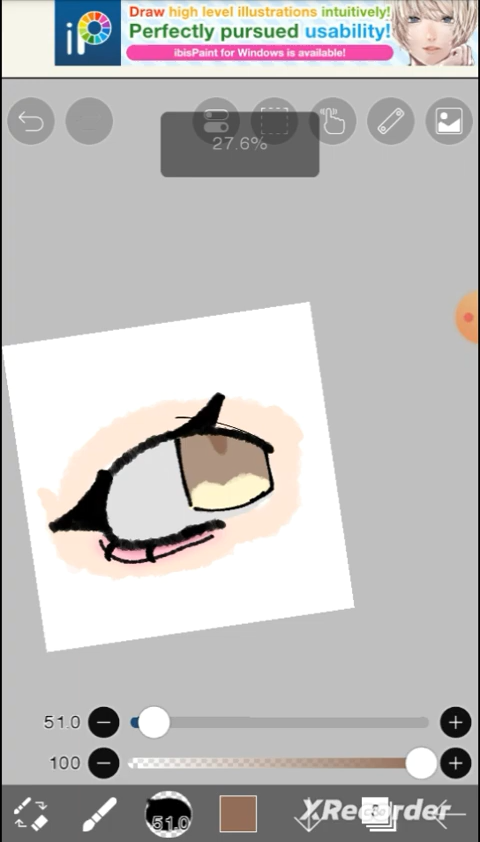 Draw high level illustrations intuitively!
Perfectly pursued usability!
ibisPaint for Windows is available!
iP
27.6%
51.0
100
51.0
XRecorder